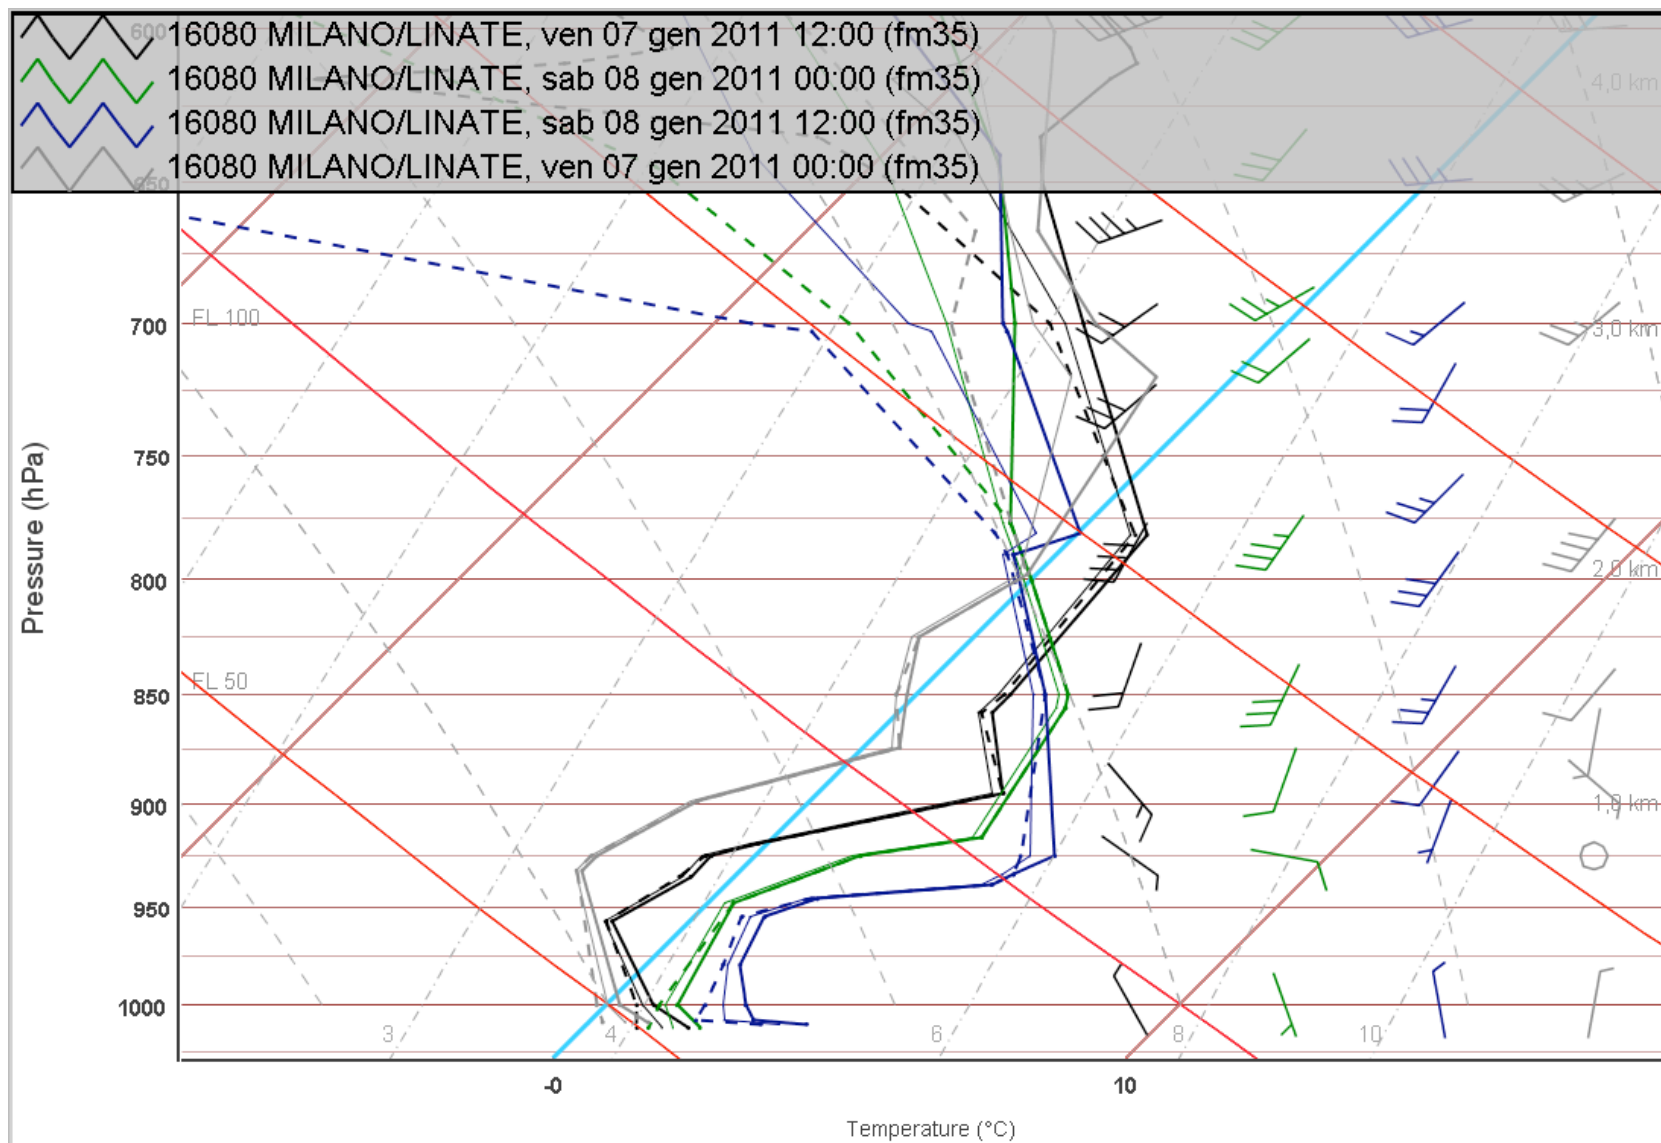 600
16080 MILANO/LINATE, ven 07 gen 2011 12:00 (fm35)
16080 MILANO/LINATE, sab 08 gen 2011 00:00 (fm35)
4,0 km
16080 MILANO/LINATE, sab 08 gen 2011 12:00 (fm35)
16080 MILANO/LINATE, ven 07 gen 2011 00:00 (fm35)
650
FL 100
700
3,0 km
750
Pressure (hPa)
800
2,0 km
FL 50
850
900
1,0 km
950
1000
3
4
6
8
10
-0
10
Temperature (°C)